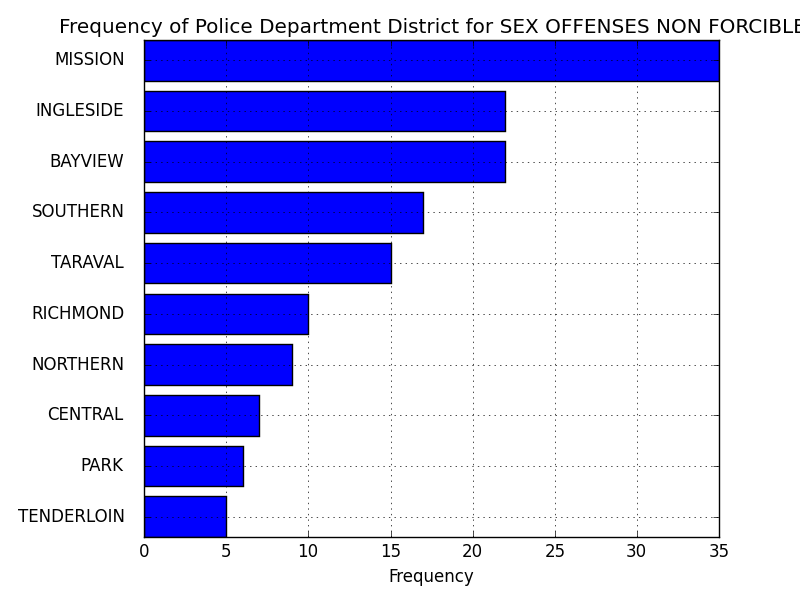 Frequency of Police Department District for SEX OFFENSES NON FORCIBLE
MISSION
INGLESIDE
BAYVIEW
SOUTHERN
TARAVAL
RICHMOND
NORTHERN
CENTRAL
PARK
TENDERLOIN
0 5 10 15 20 25 30 35
Frequency